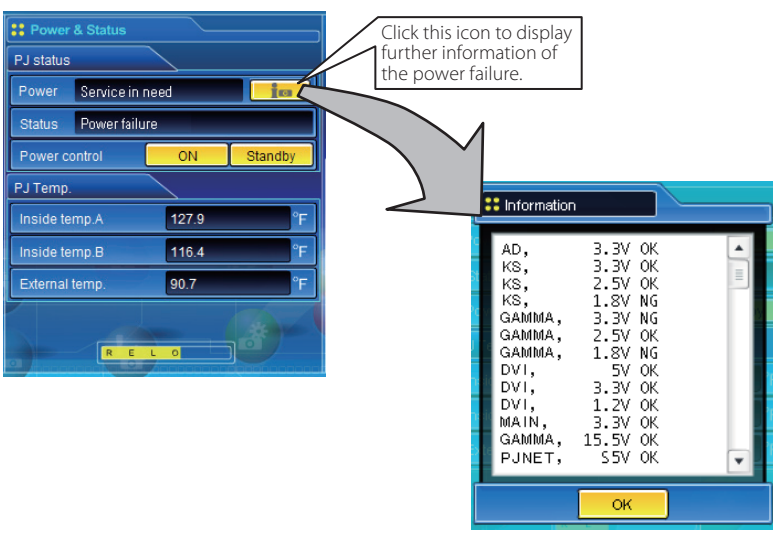 Power & Status
PJ status
Power Service in need
Status Power failure
Power control ON Standby
PJ Temp.
Inside temp.A 127.9 °F
Inside temp.B 116.4 °F
External temp. 90.7 °F
R E L O
Click this icon to display
further information of
the power failure.
Information
AD, 3.3V OK
KS, 3.3V OK
KS, 2.5V OK
KS, 1.8V NG
GAMMA, 3.3V NG
GAMMA, 2.5V OK
GAMMA, 1.8V NG
DVI, 5V OK
DVI, 3.3V OK
DVI, 1.2V OK
MAIN, 3.3V OK
GAMMA, 15.5V OK
PJNET, S5V OK
OK